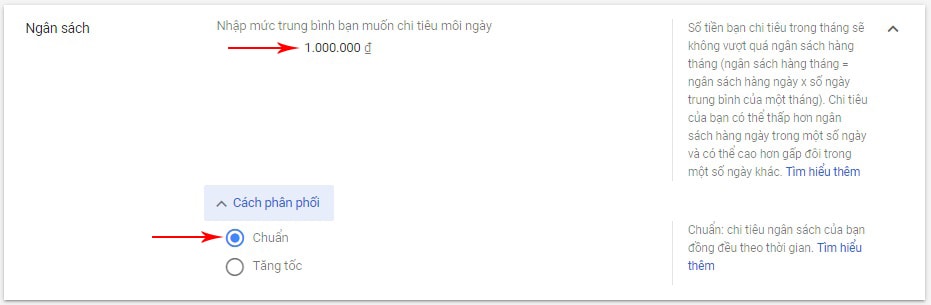 Ngân sách
Nhập mức trung bình bạn muốn chi tiêu mỗi ngày
1.000.000 ₫
Số tiền bạn chi tiêu trong tháng sẽ
không vượt quá ngân sách hàng
tháng (ngân sách hàng tháng =
ngân sách hàng ngày x số ngày
trung bình của một tháng). Chi tiêu
của bạn có thể thấp hơn ngân
sách hàng ngày trong một số ngày
và có thể cao hơn gấp đôi trong
một số ngày khác. Tìm hiểu thêm
Cách phân phối
Chuẩn
Tăng tốc
Chuẩn: chi tiêu ngân sách của bạn
đồng đều theo thời gian. Tìm hiểu
thêm